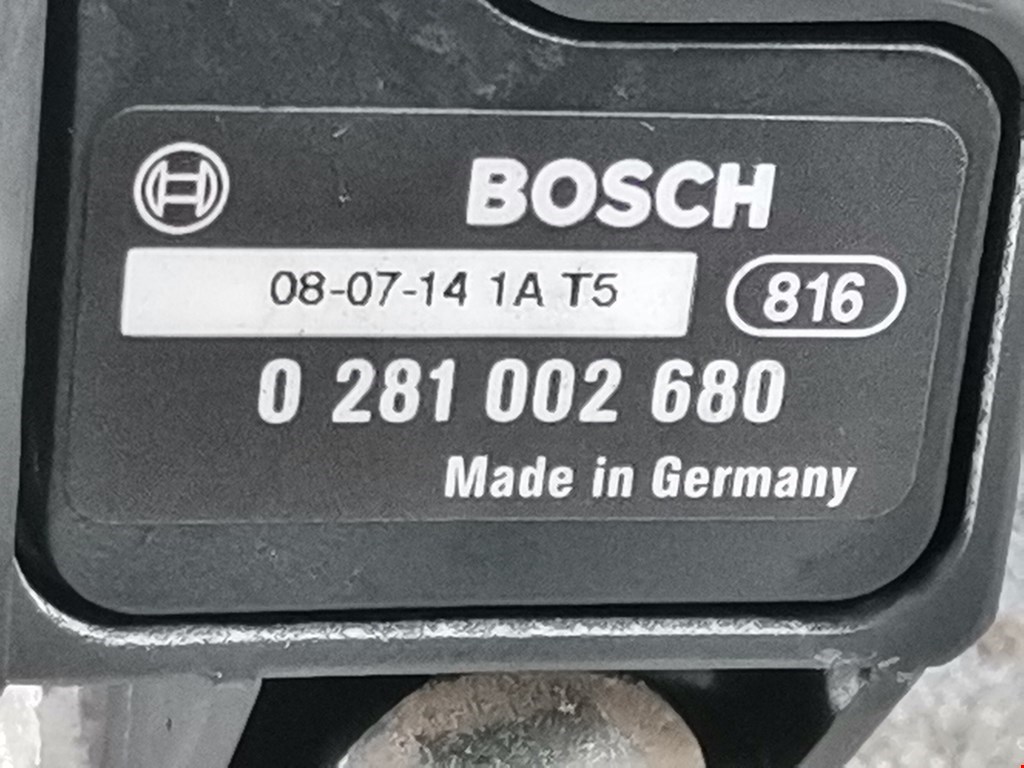 BOSCH
08-07-14 1A T5
816
0 281 002 680
Made in Germany